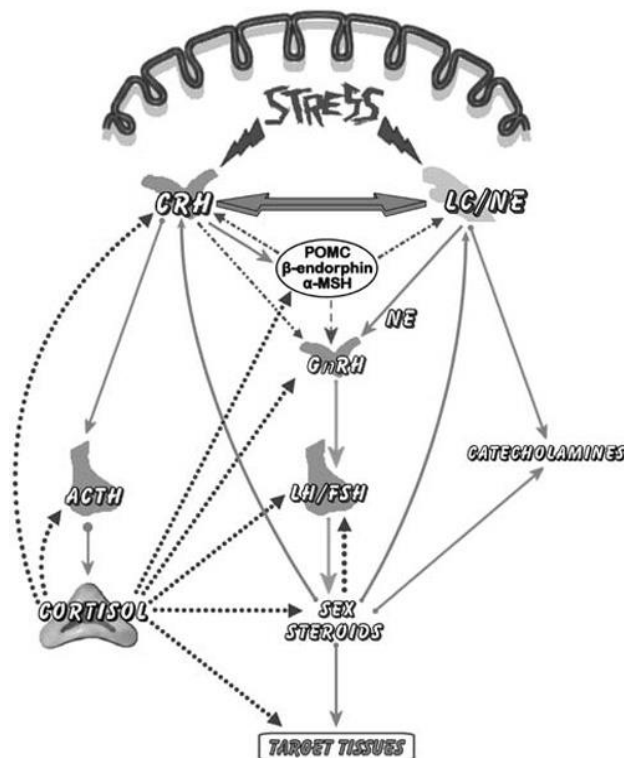 STRESS
CRH
LC/NE
POMC
β-endorphin
α-MSH
NE
GnRH
CATECHOLAMINES
ACTH
LH/FSH
CORTISOL
SEX
STEROIDS
TARGET TISSUES